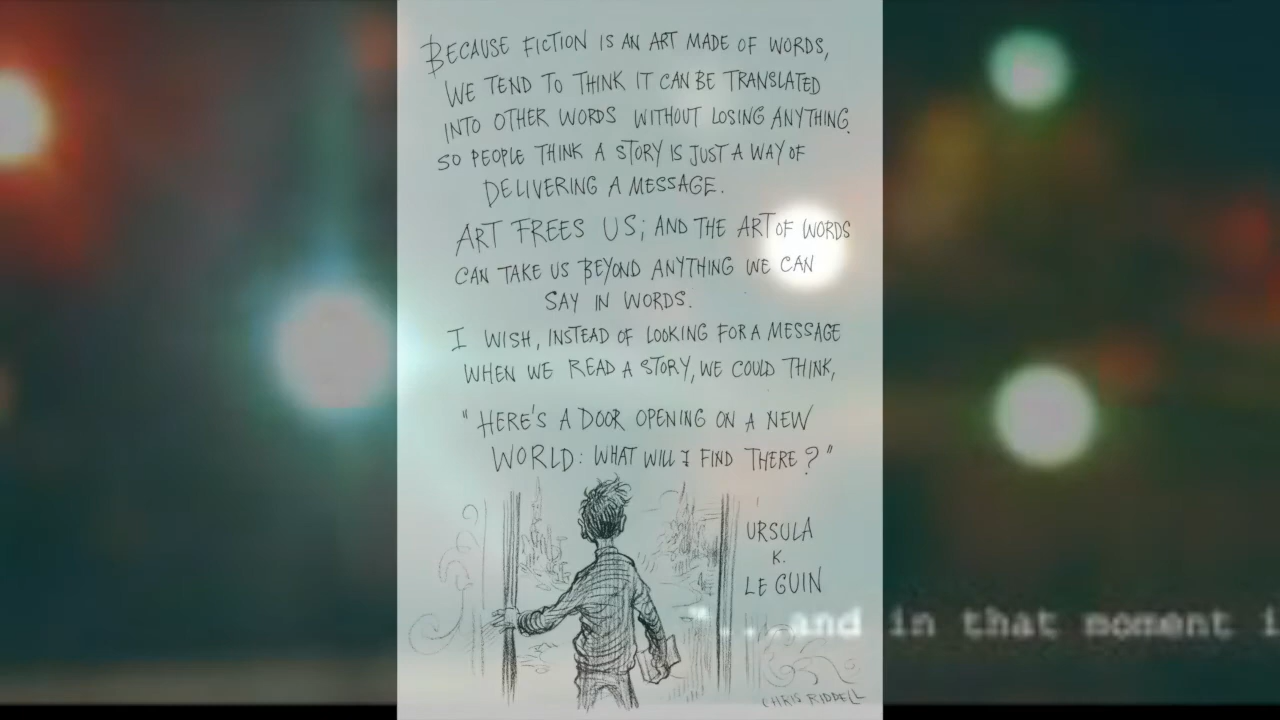 BECAUSE FICTION IS AN ART MADE OF WORDS,
WE TEND TO THINK IT CAN BE TRANSLATED
INTO OTHER WORDS WITHOUT LOSING ANYTHING.
SO PEOPLE THINK A STORY IS JUST A WAY OF
DELIVERING A MESSAGE.
ART FREES US; AND THE ART OF WORDS
CAN TAKE US BEYOND ANYTHING WE CAN
SAY IN WORDS.
I WISH, INSTEAD OF LOOKING FOR A MESSAGE
WHEN WE READ A STORY, WE COULD THINK,
"HERE'S A DOOR OPENING ON A NEW
WORLD: WHAT WILL I FIND THERE?"
URSULA
K.
LE GUIN
"...and in that moment i
CHRIS RIDDELL